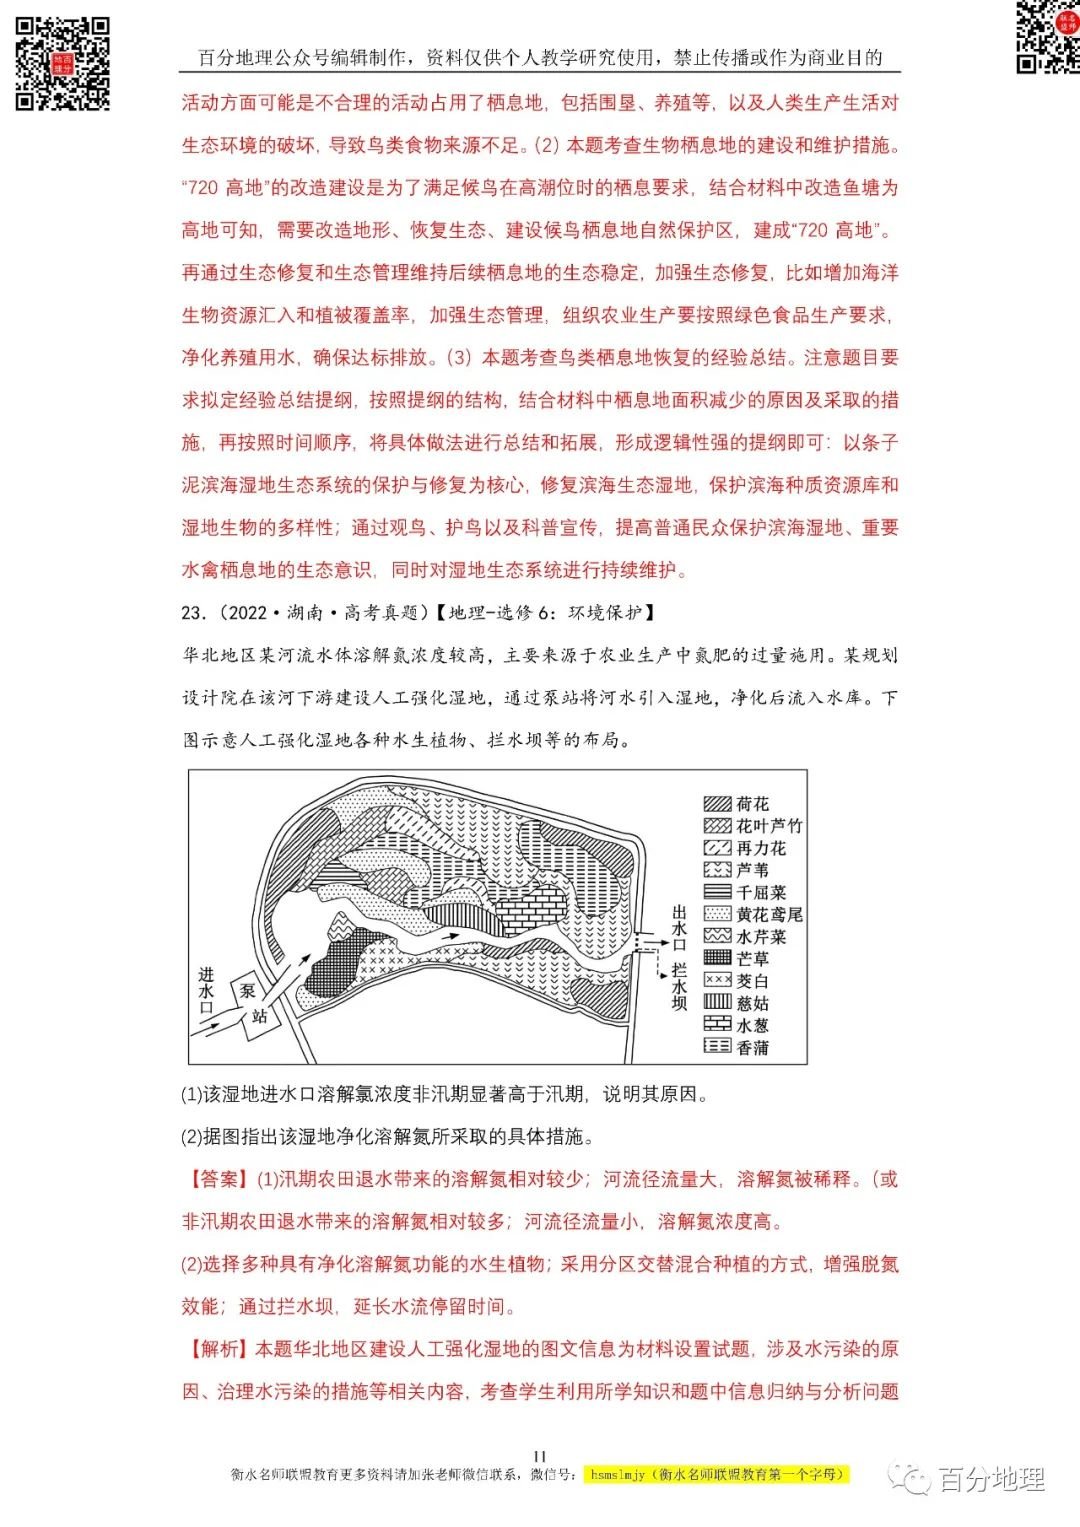 百分地理公众号编辑制作，资料仅供个人教学研究使用，禁止传播或作为商业目的
活动方面可能是不合理的活动占用了栖息地，包括围垦、养殖等，以及人类生产生活对
生态环境的破坏，导致鸟类食物来源不足。（2）本题考查生物栖息地的建设和维护措施。
“720 高地”的改造建设是为了满足候鸟在高潮位时的栖息要求，结合材料中改造鱼塘为
高地可知，需要改造地形、恢复生态、建设候鸟栖息地自然保护区，建成“720 高地”。
再通过生态修复和生态管理维持后续栖息地的生态稳定，加强生态修复，比如增加海洋
生物资源汇入和植被覆盖率，加强生态管理，组织农业生产要按照绿色食品生产要求，
净化养殖用水，确保达标排放。（3）本题考查鸟类栖息地恢复的经验总结。注意题目要
求拟定经验总结提纲，按照提纲的结构，结合材料中栖息地面积减少的原因及采取的措
施，再按照时间顺序，将具体做法进行总结和拓展，形成逻辑性强的提纲即可：以条子
泥滨海湿地生态系统的保护与修复为核心，修复滨海生态湿地，保护滨海种质资源库和
湿地生物的多样性；通过观鸟、护鸟以及科普宣传，提高普通民众保护滨海湿地、重要
水禽栖息地的生态意识，同时对湿地生态系统进行持续维护。
23．（2022·湖南·高考真题）【地理-选修 6：环境保护】
华北地区某河流水体溶解氮浓度较高，主要来源于农业生产中氮肥的过量施用。某规划
设计院在该河下游建设人工强化湿地，通过泵站将河水引入湿地，净化后流入水库。下
图示意人工强化湿地各种水生植物、拦水坝等的布局。
荷花
花叶芦竹
再力花
芦苇
千屈菜
黄花鸢尾
水芹菜
芒草
茭白
慈姑
水葱
香蒲
出水口
拦水坝
进水口
泵站
(1)该湿地进水口溶解氮浓度非汛期显著高于汛期，说明其原因。
(2)据图指出该湿地净化溶解氮所采取的具体措施。
【答案】(1)汛期农田退水带来的溶解氮相对较少；河流径流量大，溶解氮被稀释。（或
非汛期农田退水带来的溶解氮相对较多；河流径流量小，溶解氮浓度高。
(2)选择多种具有净化溶解氮功能的水生植物；采用分区交替混合种植的方式，增强脱氮
效能；通过拦水坝，延长水流停留时间。
【解析】本题华北地区建设人工强化湿地的图文信息为材料设置试题，涉及水污染的原
因、治理水污染的措施等相关内容，考查学生利用所学知识和题中信息归纳与分析问题
11
衡水名师联盟教育更多资料请加张老师微信联系，微信号： hsmslmjy（衡水名师联盟教育第一个字母）
百分地理